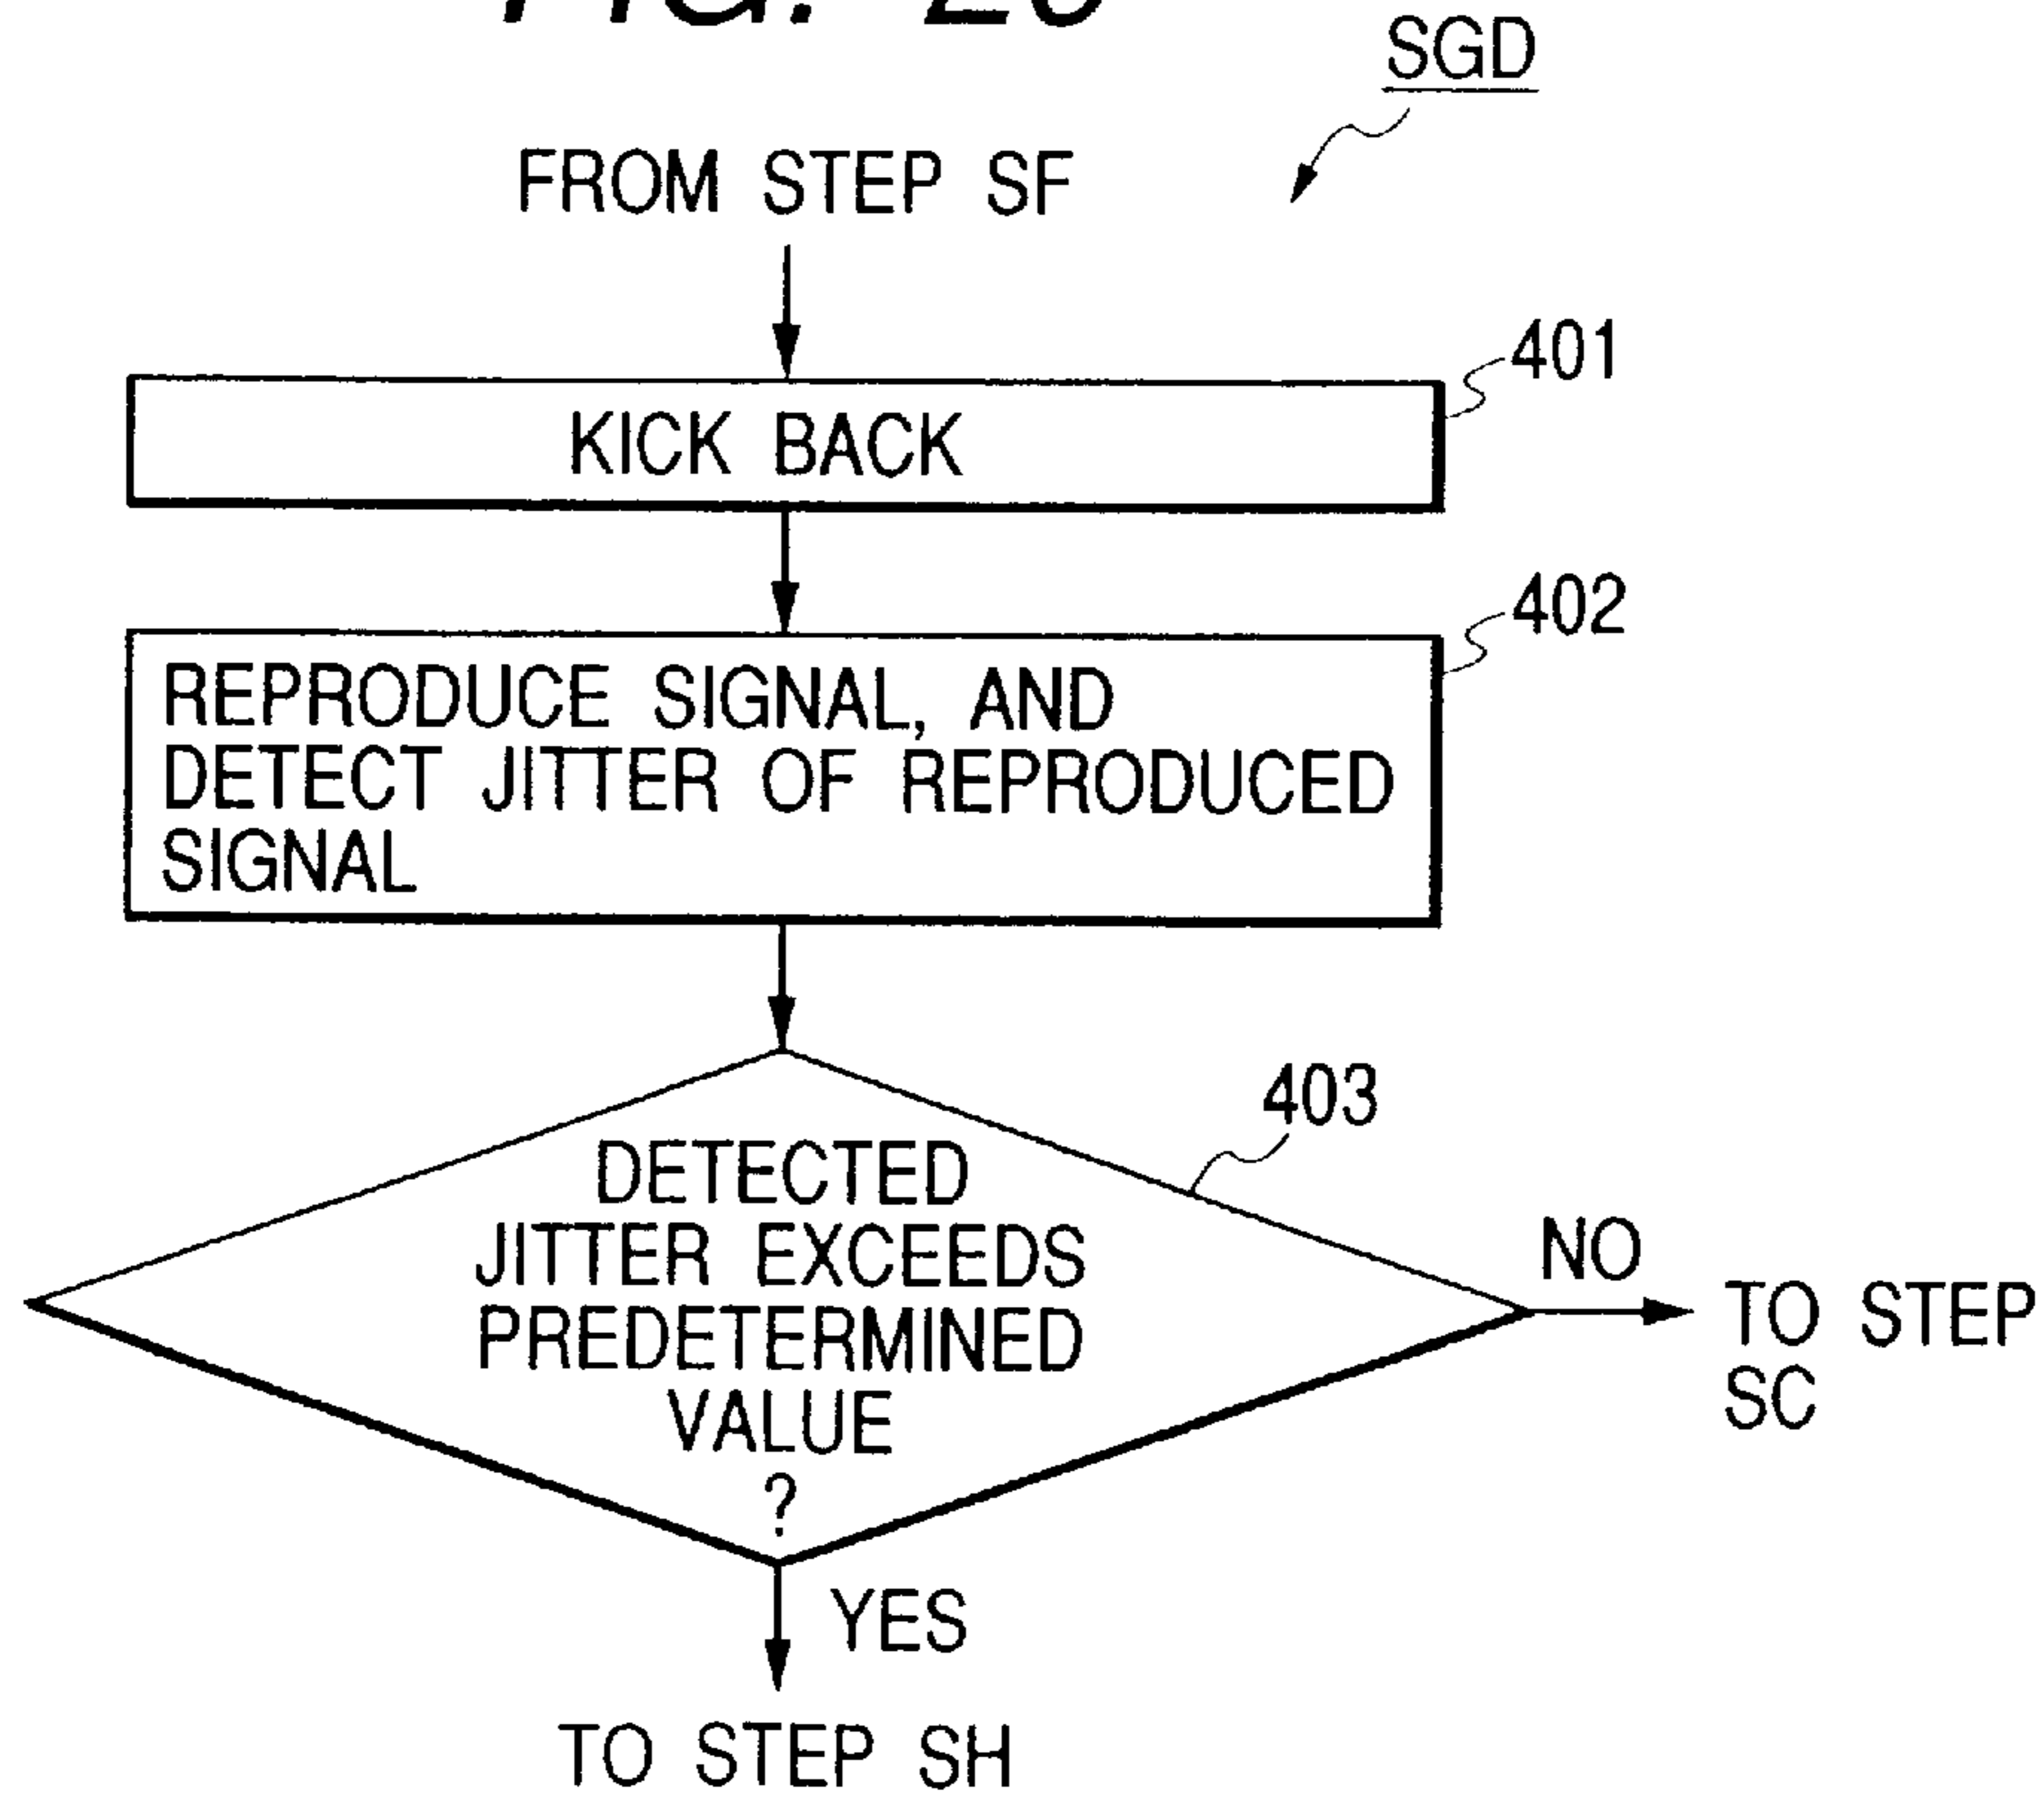 SGD
FROM STEP SF
401
KICK BACK
402
REPRODUCE SIGNAL, AND
DETECT JITTER OF REPRODUCED
SIGNAL
403
DETECTED
JITTER EXCEEDS
PREDETERMINED
VALUE
?
NO
TO STEP
SC
YES
TO STEP SH